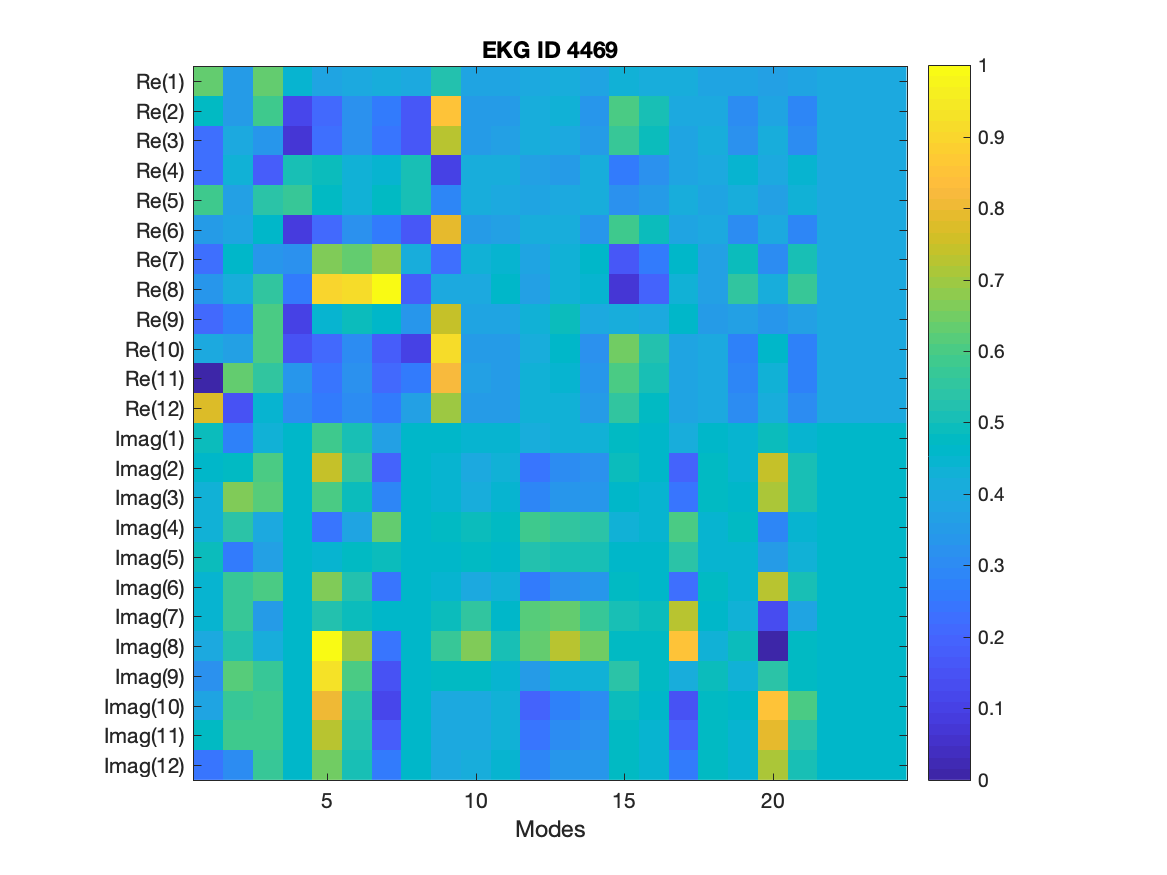 EKG ID 4469
Re(1)
Re(2)
Re(3)
Re(4)
Re(5)
Re(6)
Re(7)
Re(8)
Re(9)
Re(10)
Re(11)
Re(12)
Imag(1)
Imag(2)
Imag(3)
Imag(4)
Imag(5)
Imag(6)
Imag(7)
Imag(8)
Imag(9)
Imag(10)
Imag(11)
Imag(12)
5 10 15 20
Modes
1
0.9
0.8
0.7
0.6
0.5
0.4
0.3
0.2
0.1
0